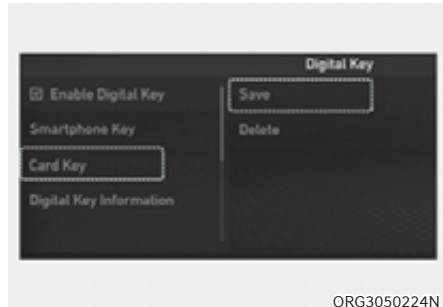 Digital Key
Enable Digital Key
Smartphone Key
Card Key
Digital Key Information
Save
Delete
ORG3050224N